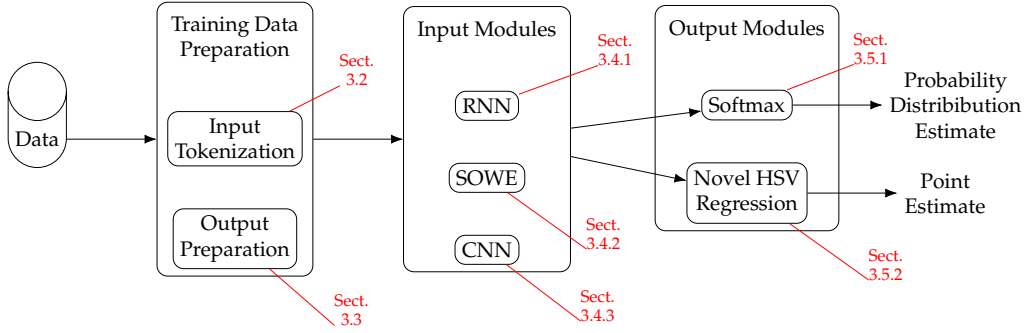 Data
Training Data
Preparation
Sect.
3.2
Input
Tokenization
Output
Preparation
Sect.
3.3
Input Modules
Sect.
3.4.1
RNN
SOWE
Sect.
3.4.2
CNN
Sect.
3.4.3
Output Modules
Sect.
3.5.1
Softmax
Novel HSV
Regression
Sect.
3.5.2
Probability
Distribibution
Estimate
Point
Estimate